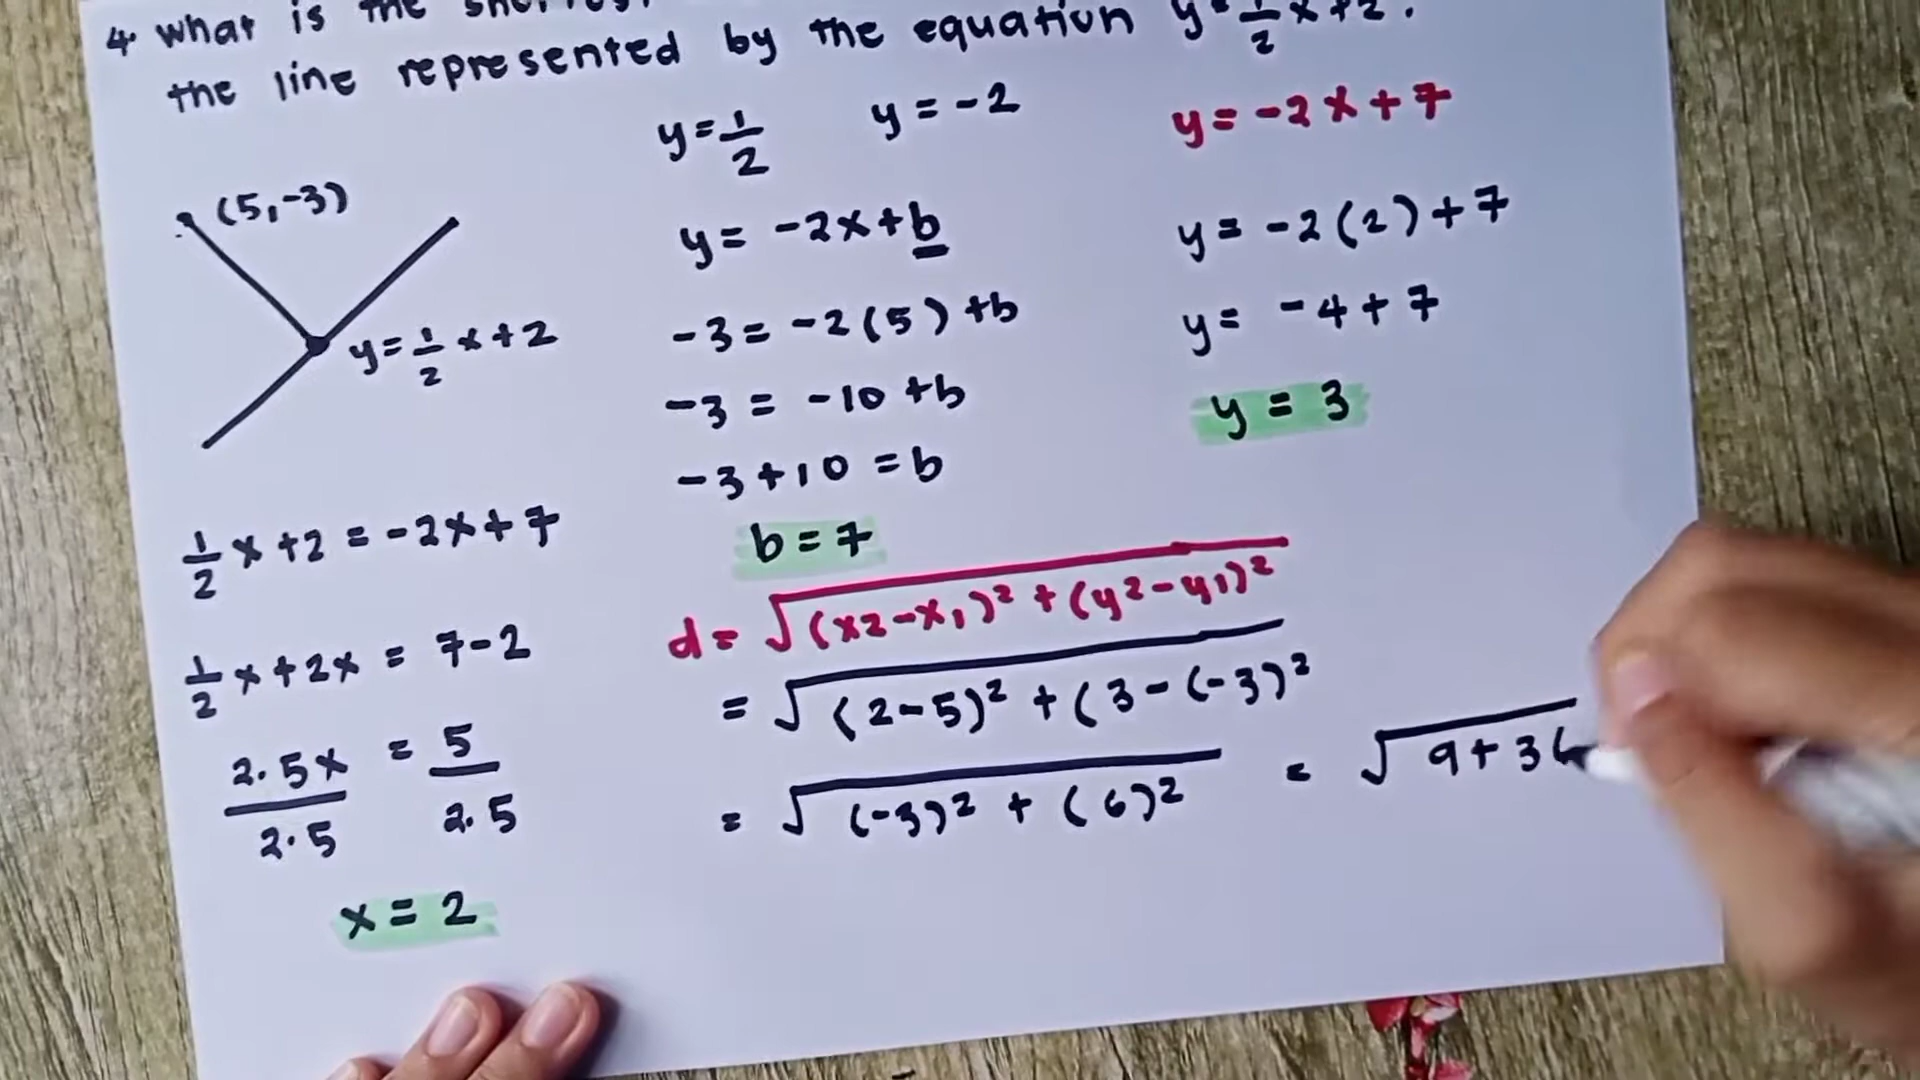 4. what is the
the line represented by the equation y = 1/2 x + 2 .
(5,-3)
y = 1/2 x + 2
1/2 x + 2 = -2x + 7
1/2 x + 2x = 7 - 2
2.5x / 2.5 = 5 / 2.5
x = 2
y = 1/2 y = -2
y = -2x + b
-3 = -2(5) + b
-3 = -10 + b
-3 + 10 = b
b = 7
y = -2x + 7
y = -2(2) + 7
y = -4 + 7
y = 3
d = √(x2 - x1)² + (y2 - y1)²
= √(2-5)² + (3-(-3)²
= √(-3)² + (6)² = √9 + 36